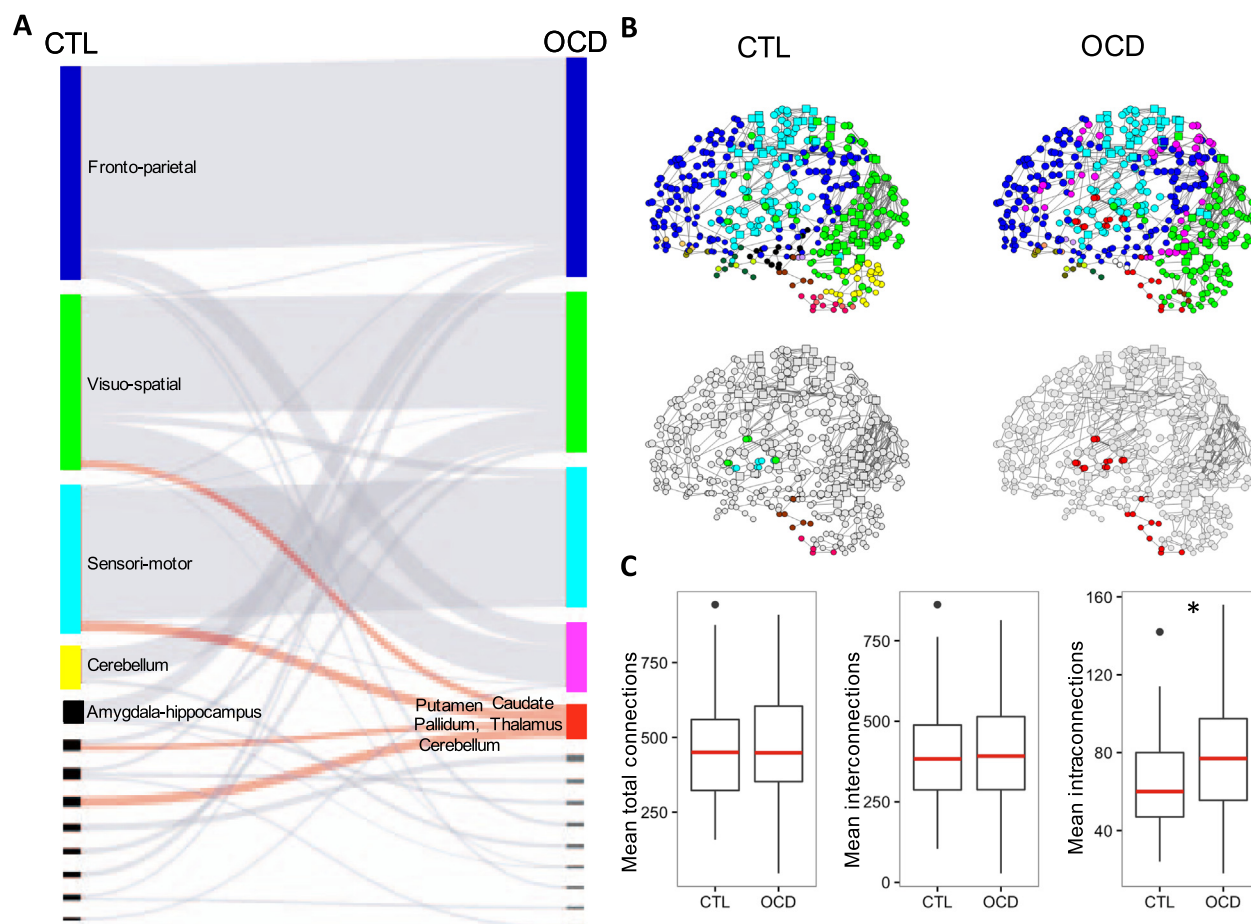 A
CTL
OCD
Fronto-parietal
Visuo-spatial
Sensori-motor
Cerebellum
Amygdala-hippocampus
Putamen Caudate
Pallidum, Thalamus
Cerebellum
B
CTL
OCD
C
Mean total connections
750
500
250
CTL
OCD
Mean interconnections
750
500
250
0
CTL
OCD
Mean intraconnections
160
120
80
40
*
CTL
OCD